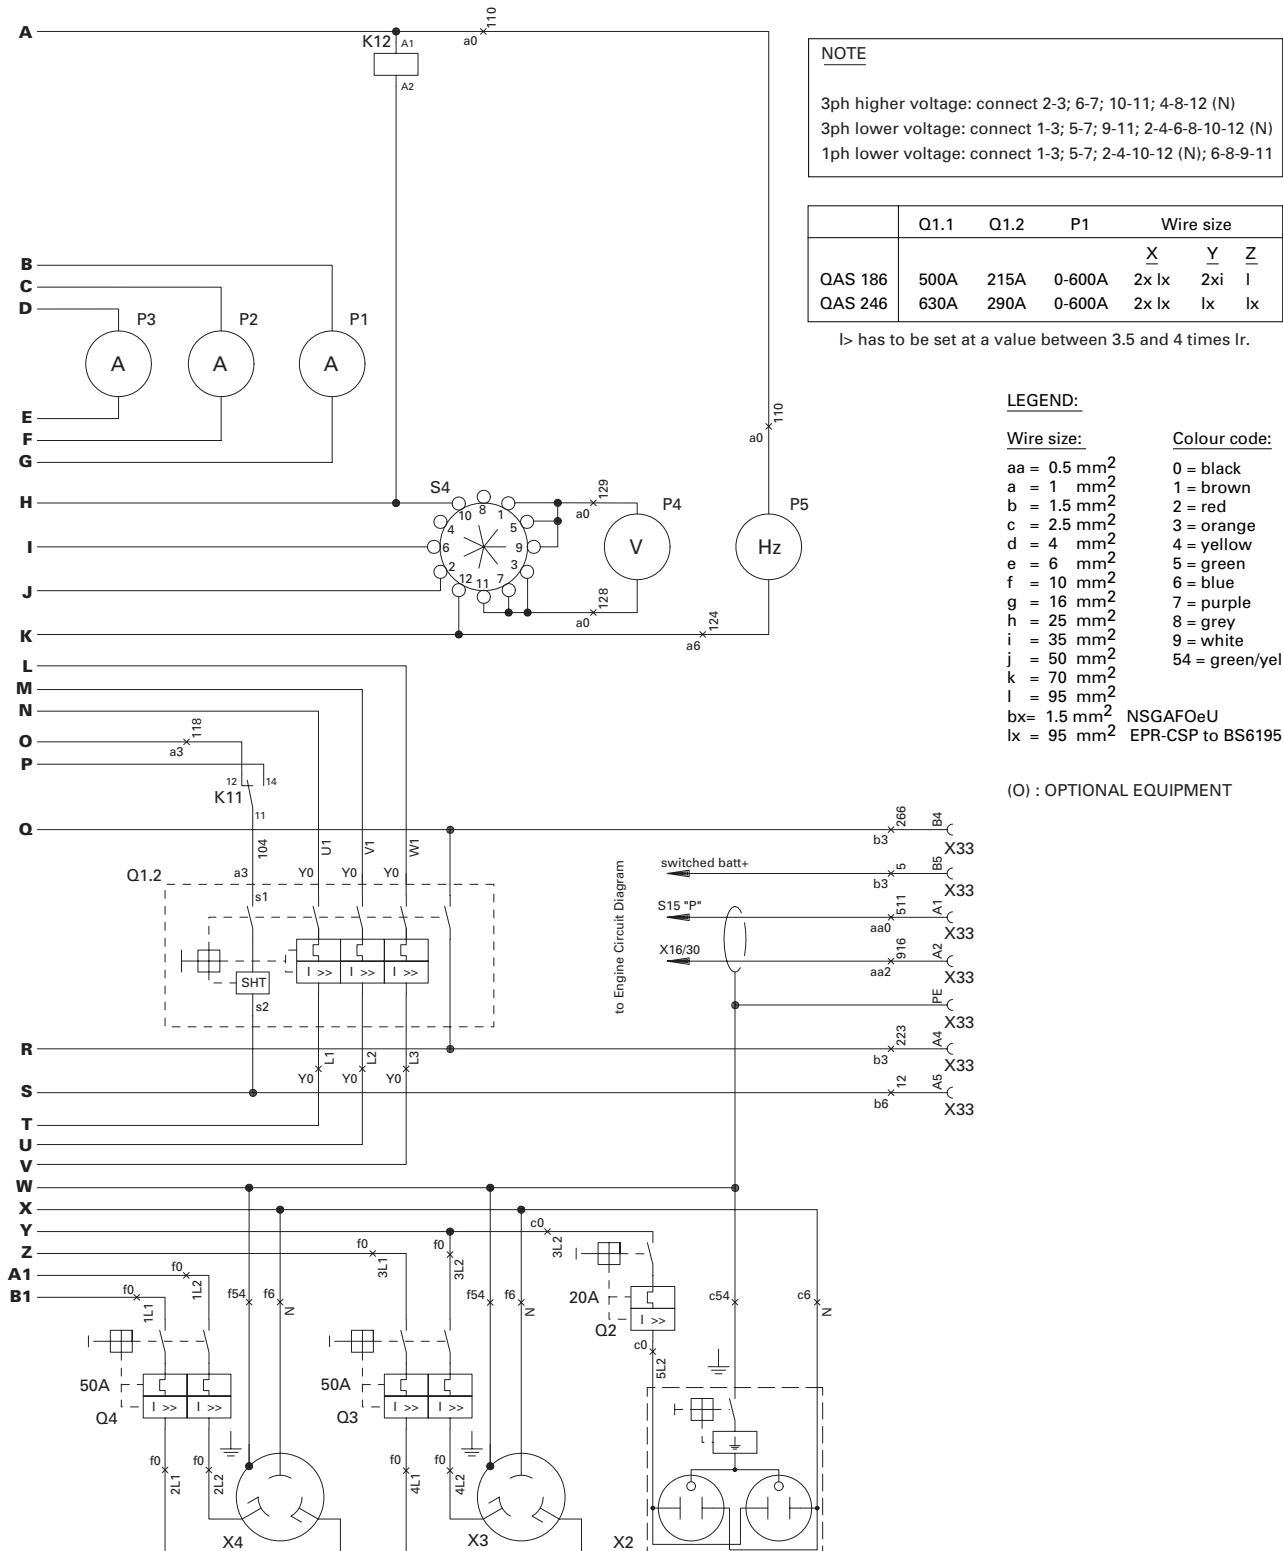 A
K12
A1
A2
a0
110
NOTE
3ph higher voltage: connect 2-3; 6-7; 10-11; 4-8-12 (N)
3ph lower voltage: connect 1-3; 5-7; 9-11; 2-4-6-8-10-12 (N)
1ph lower voltage: connect 1-3; 5-7; 2-4-10-12 (N); 6-8-9-11
Q1.1 Q1.2 P1 Wire size
X Y Z
QAS 186 500A 215A 0-600A 2x lx 2xi l
QAS 246 630A 290A 0-600A 2x lx lx lx
I> has to be set at a value between 3.5 and 4 times Ir.
B
C
D
P3 P2 P1
A A A
E
F
G
a0
110
LEGEND:
Wire size: Colour code:
aa = 0.5 mm2 0 = black
a = 1 mm2 1 = brown
b = 1.5 mm2 2 = red
c = 2.5 mm2 3 = orange
d = 4 mm2 4 = yellow
e = 6 mm2 5 = green
f = 10 mm2 6 = blue
g = 16 mm2 7 = purple
h = 25 mm2 8 = grey
i = 35 mm2 9 = white
j = 50 mm2 54 = green/yel
k = 70 mm2
l = 95 mm2
bx= 1.5 mm2 NSGAFOeU
lx = 95 mm2 EPR-CSP to BS6195
(O) : OPTIONAL EQUIPMENT
H
S4
10 8 1
4 5
6 9
2 3
12 11 7
a0
129
P4
V
P5
Hz
a0
128
I
J
K
a6
124
L
M
N
O
a3
118
P
12 14
K11
11
Q
104
U1
V1
W1
b3
266
B4
X33
Q1.2
a3
Y0 Y0 Y0
s1
I >> I >> I >>
SHT
s2
to Engine Circuit Diagram
switched batt+
b3
5
B5
X33
S15 "P"
aa0
511
A1
X33
X16/30
aa2
916
A2
X33
PE
X33
R
L1
L2
L3
b3
223
A4
X33
Y0 Y0 Y0
S
b6
12
A5
X33
T
U
V
W
X
Y
c0
3L2
Z
f0
3L1
f0
3L2
A1
f0
1L2
B1
f0
1L1
f54
f6
N
f54
f6
N
20A
I >>
Q2
c54
c6
N
c0
5L2
50A
I >> I >>
Q4
50A
I >> I >>
Q3
f0
2L1
f0
2L2
f0
4L1
f0
4L2
X4
X3
X2